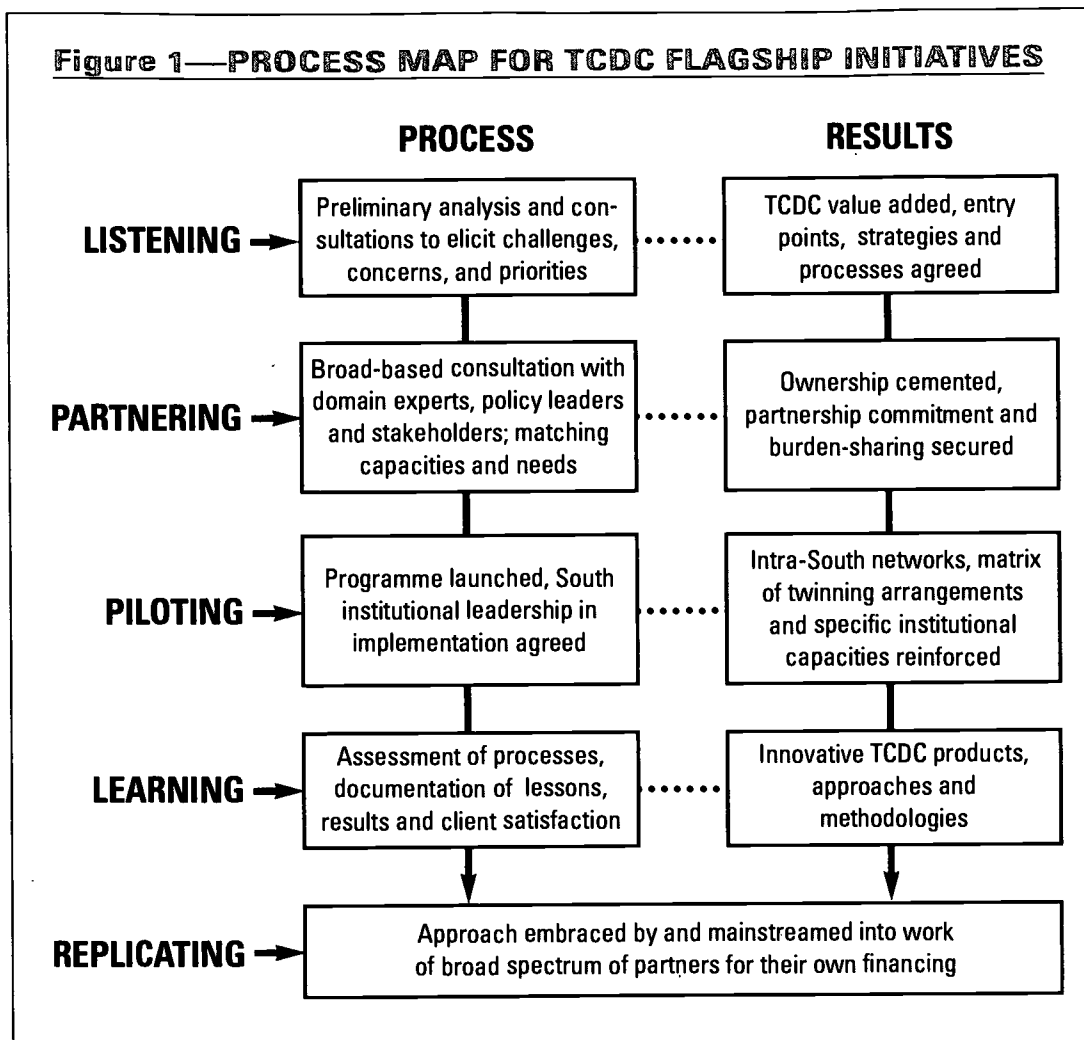 Figure 1—PROCESS MAP FOR TCDC FLAGSHIP INITIATIVES
PROCESS
RESULTS
LISTENING
Preliminary analysis and con-
sultations to elicit challenges,
concerns, and priorities
TCDC value added, entry
points, strategies and
processes agreed
PARTNERING
Broad-based consultation with
domain experts, policy leaders
and stakeholders; matching
capacities and needs
Ownership cemented,
partnership commitment and
burden-sharing secured
PILOTING
Programme launched, South
institutional leadership in
implementation agreed
Intra-South networks, matrix
of twinning arrangements
and specific institutional
capacities reinforced
LEARNING
Assessment of processes,
documentation of lessons,
results and client satisfaction
Innovative TCDC products,
approaches and
methodologies
REPLICATING
Approach embraced by and mainstreamed into work
of broad spectrum of partners for their own financing